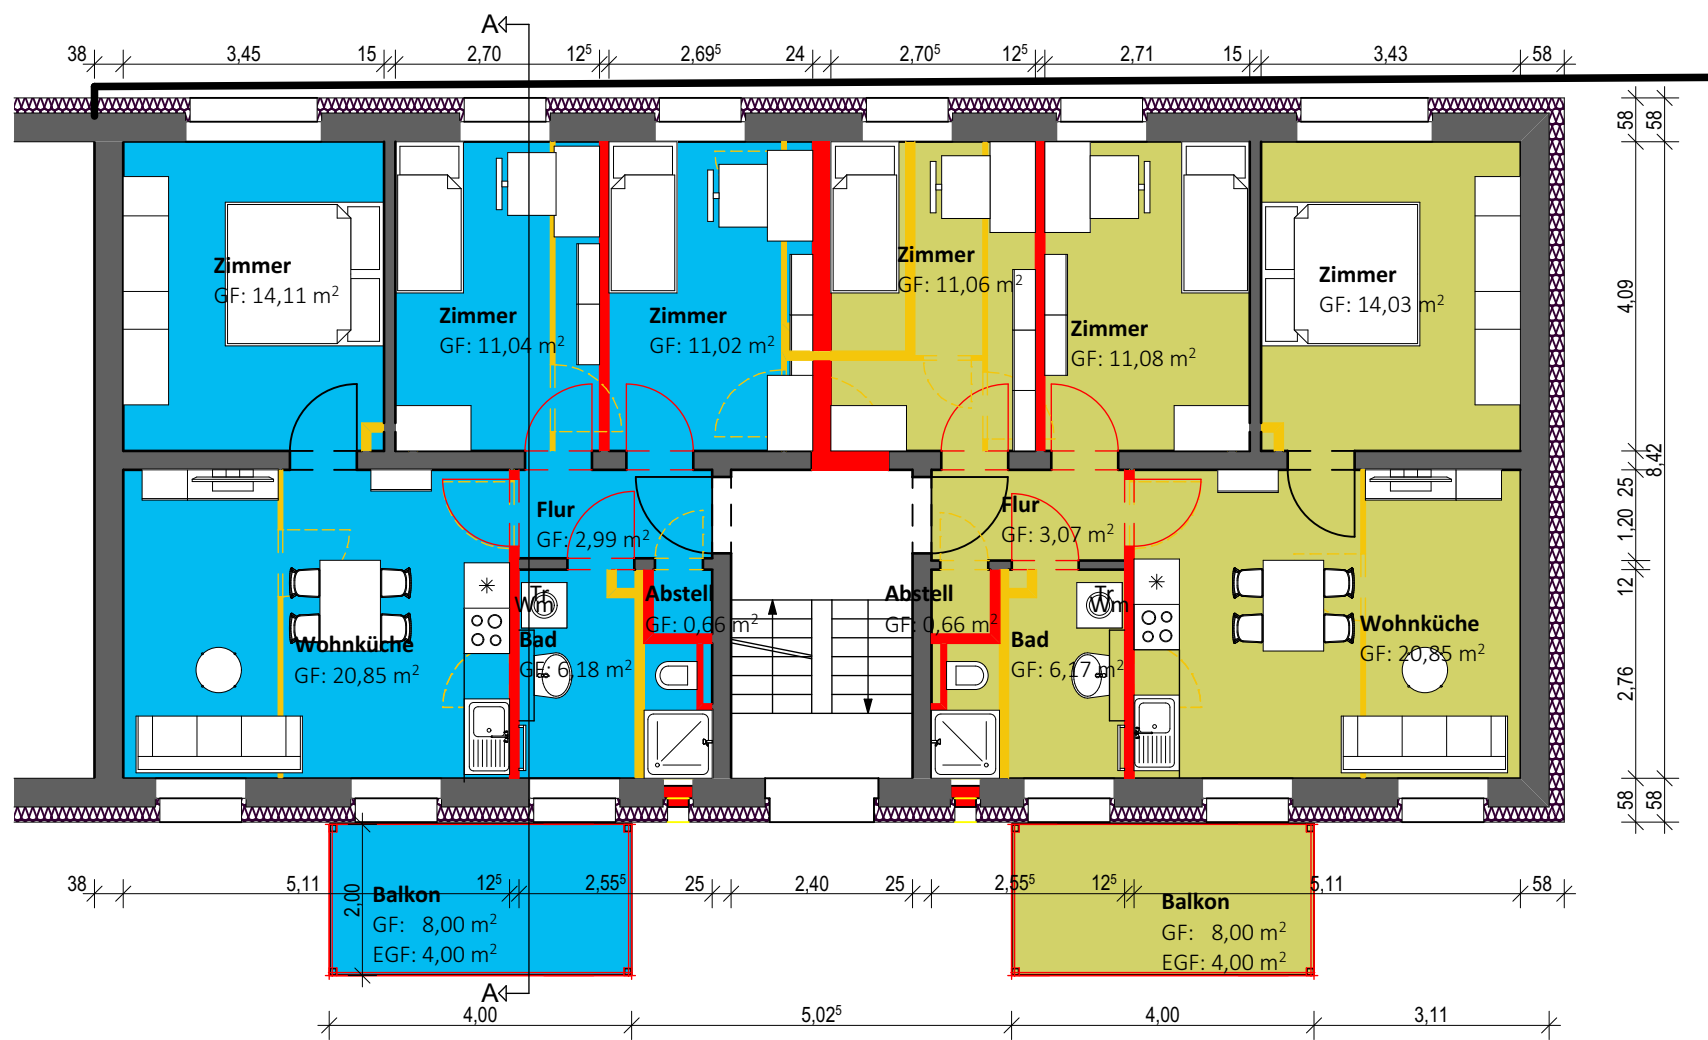 A
38 3,45 15 2,70 12⁵ 2,69⁵ 24 2,70⁵ 12⁵ 2,71 15 3,43 58
58 58
Zimmer
GF: 14,11 m²
Zimmer
GF: 11,04 m²
Zimmer
GF: 11,02 m²
Zimmer
GF: 11,06 m²
Zimmer
GF: 11,08 m²
Zimmer
GF: 14,03 m²
4,09
8,42
25
1,20
12
2,76
58 58
Flur
GF: 2,99 m²
Flur
GF: 3,07 m²
Abstell
GF: 0,66 m²
Abstell
GF: 0,66 m²
Tr
Wm
Tr
Wm
Wohnküche
GF: 20,85 m²
Bad
GF: 6,18 m²
Bad
GF: 6,17 m²
Wohnküche
GF: 20,85 m²
38 5,11 12⁵ 2,55⁵ 25 2,40 25 2,55⁵ 12⁵ 5,11 58
2,00
Balkon
GF: 8,00 m²
EGF: 4,00 m²
Balkon
GF: 8,00 m²
EGF: 4,00 m²
A
4,00 5,02⁵ 4,00 3,11